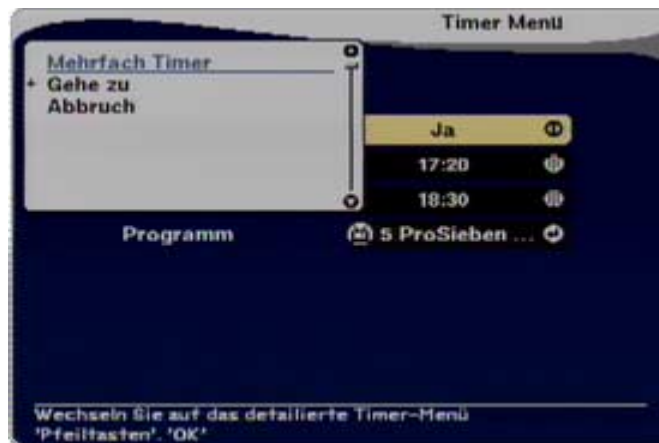 Timer Menü
Mehrfach Timer
+ Gehe zu
Abbruch
Ja
17:20
18:30
Programm 5 ProSieben ...
Wechseln Sie auf das detailierte Timer-Menü
'Pfeiltasten'. 'OK'